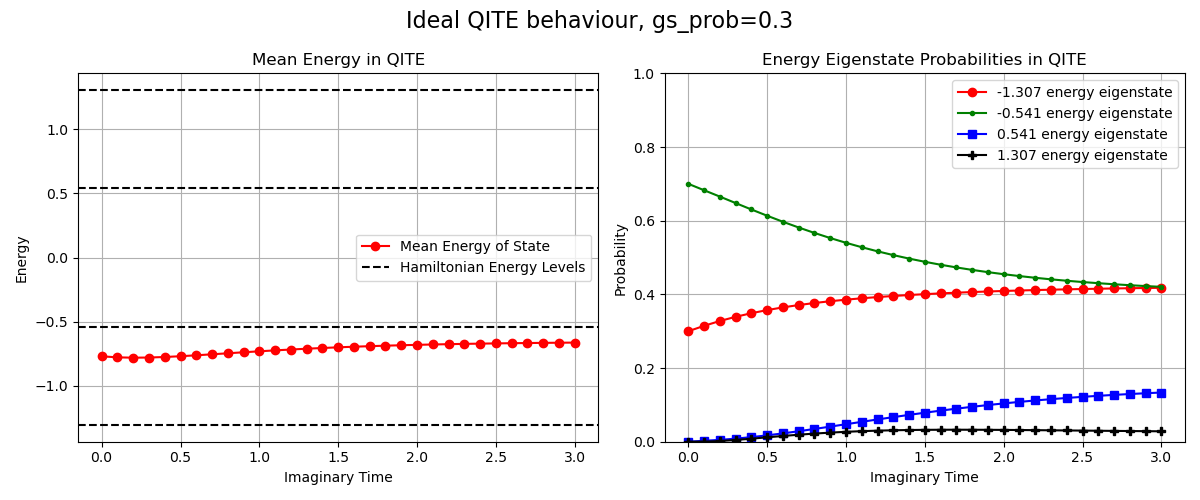 Ideal QITE behaviour, gs_prob=0.3
Mean Energy in QITE
Energy
1.0
0.5
0.0
−0.5
−1.0
Mean Energy of State
Hamiltonian Energy Levels
0.0 0.5 1.0 1.5 2.0 2.5 3.0
Imaginary Time
Energy Eigenstate Probabilities in QITE
Probability
1.0
0.8
0.6
0.4
0.2
0.0
-1.307 energy eigenstate
-0.541 energy eigenstate
0.541 energy eigenstate
1.307 energy eigenstate
0.0 0.5 1.0 1.5 2.0 2.5 3.0
Imaginary Time